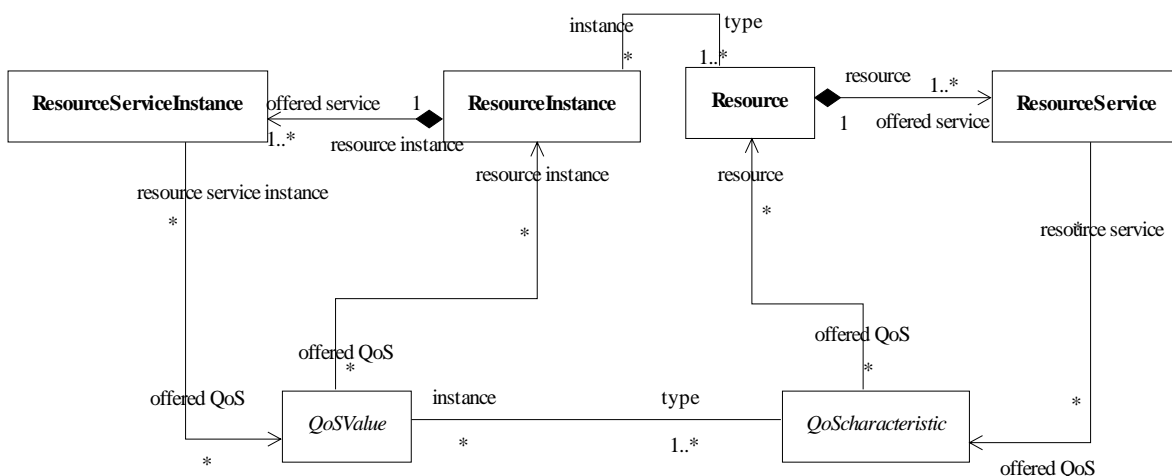 instance
type
*
1..*
ResourceServiceInstance
ResourceInstance
Resource
ResourceService
offered service
1
1..*
resource instance
resource
1..*
1
offered service
resource service instance
*
resource instance
*
resource
*
resource service
*
offered QoS
*
offered QoS
*
offered QoS
*
QoSValue
instance
*
type
1..*
QoScharacteristic
*
offered QoS